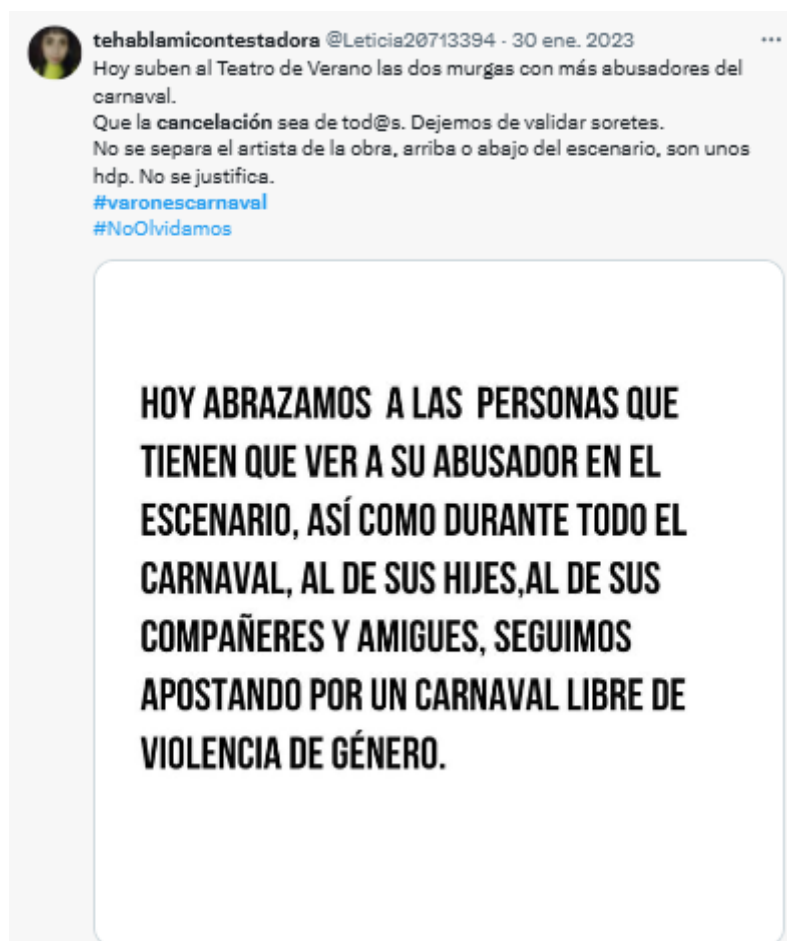 tehablamicontestadora @Leticia20713394 · 30 ene. 2023 ···
Hoy suben al Teatro de Verano las dos murgas con más abusadores del
carnaval.
Que la cancelación sea de tod@s. Dejemos de validar soretes.
No se separa el artista de la obra, arriba o abajo del escenario, son unos
hdp. No se justifica.
#varonescarnaval
#NoOlvidamos
HOY ABRAZAMOS A LAS PERSONAS QUE
TIENEN QUE VER A SU ABUSADOR EN EL
ESCENARIO, ASÍ COMO DURANTE TODO EL
CARNAVAL, AL DE SUS HIJES,AL DE SUS
COMPAÑERES Y AMIGUES, SEGUIMOS
APOSTANDO POR UN CARNAVAL LIBRE DE
VIOLENCIA DE GÉNERO.